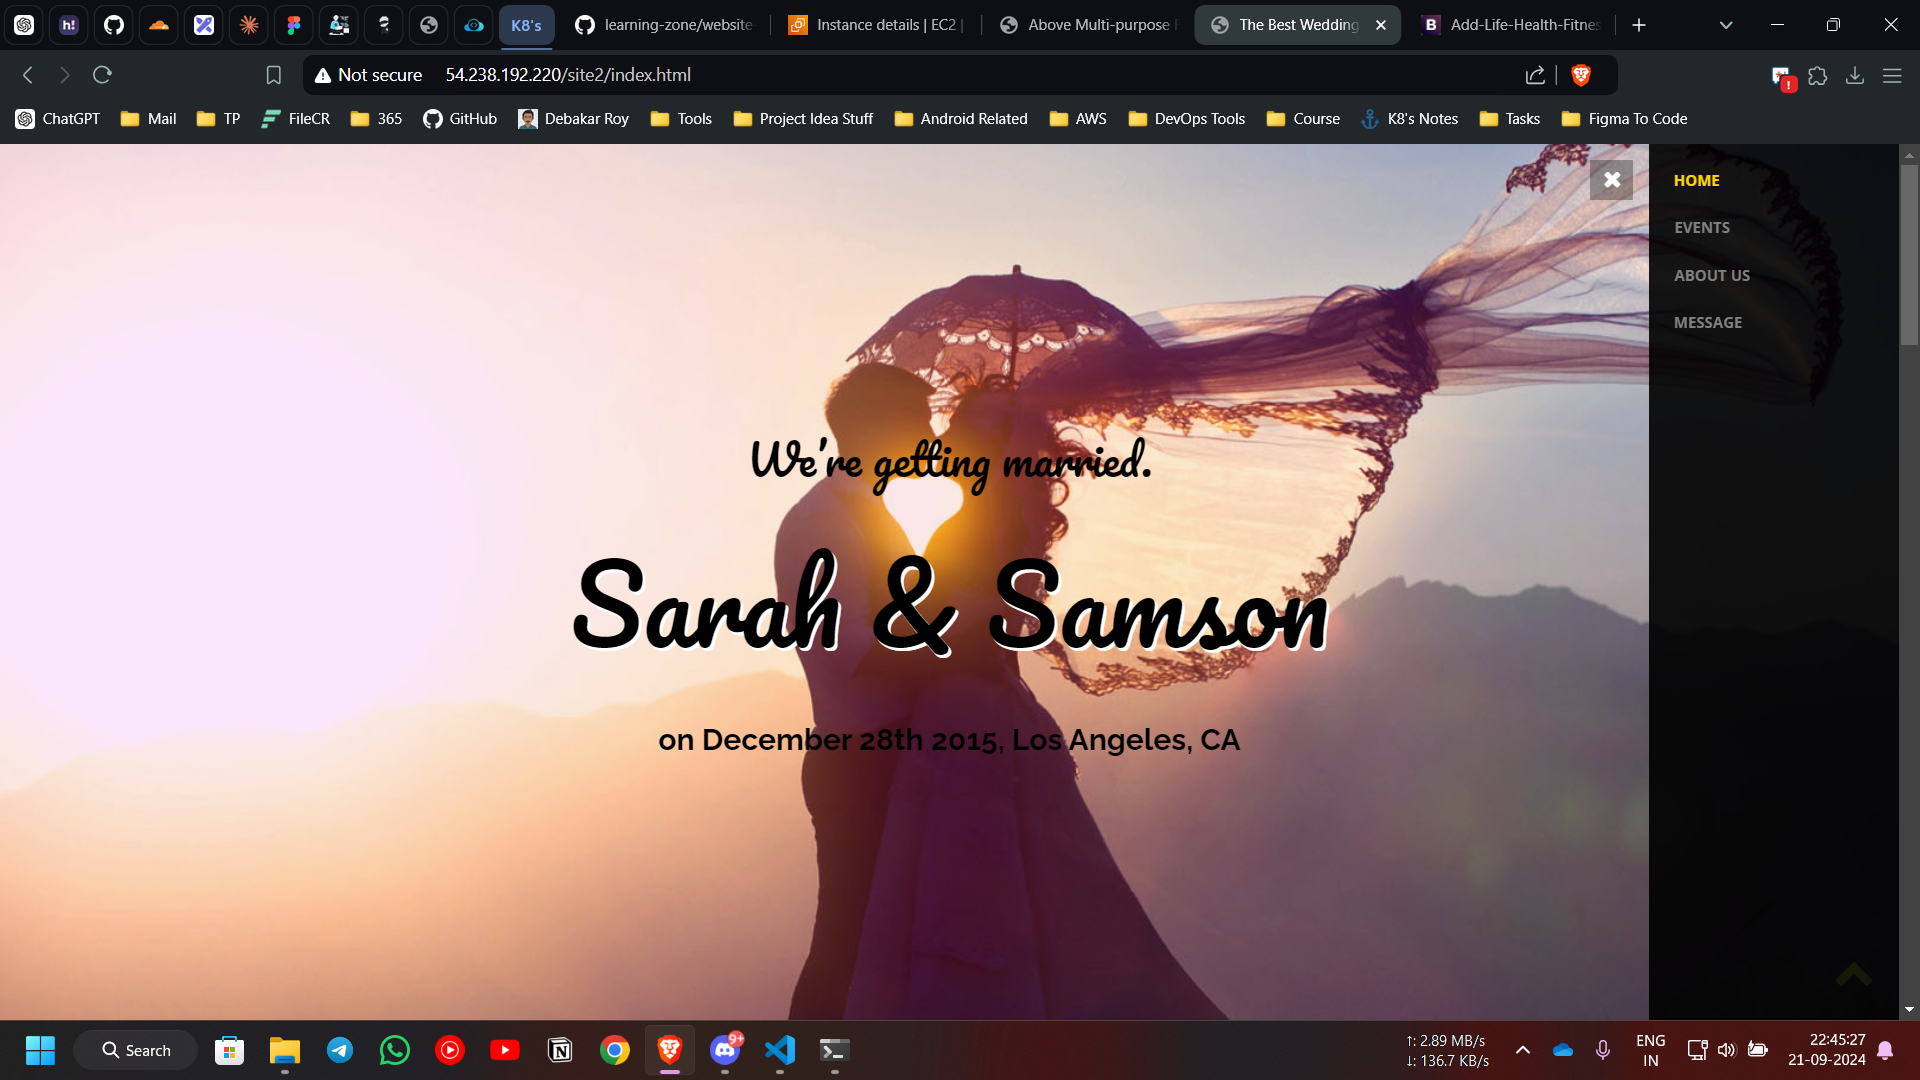 h!
K8's
learning-zone/website
Instance details | EC2 |
Above Multi-purpose
The Best Wedding
B
Add-Life-Health-Fitnes
Not secure
54.238.192.220/site2/index.html
!
ChatGPT
Mail
TP
FileCR
365
GitHub
Debakar Roy
Tools
Project Idea Stuff
Android Related
AWS
DevOps Tools
Course
K8's Notes
Tasks
Figma To Code
HOME
EVENTS
ABOUT US
MESSAGE
We're getting married.
Sarah & Samson
on December 28th 2015, Los Angeles, CA
Search
9+
↑: 2.89 MB/s
↓: 136.7 KB/s
ENG
IN
22:45:27
21-09-2024